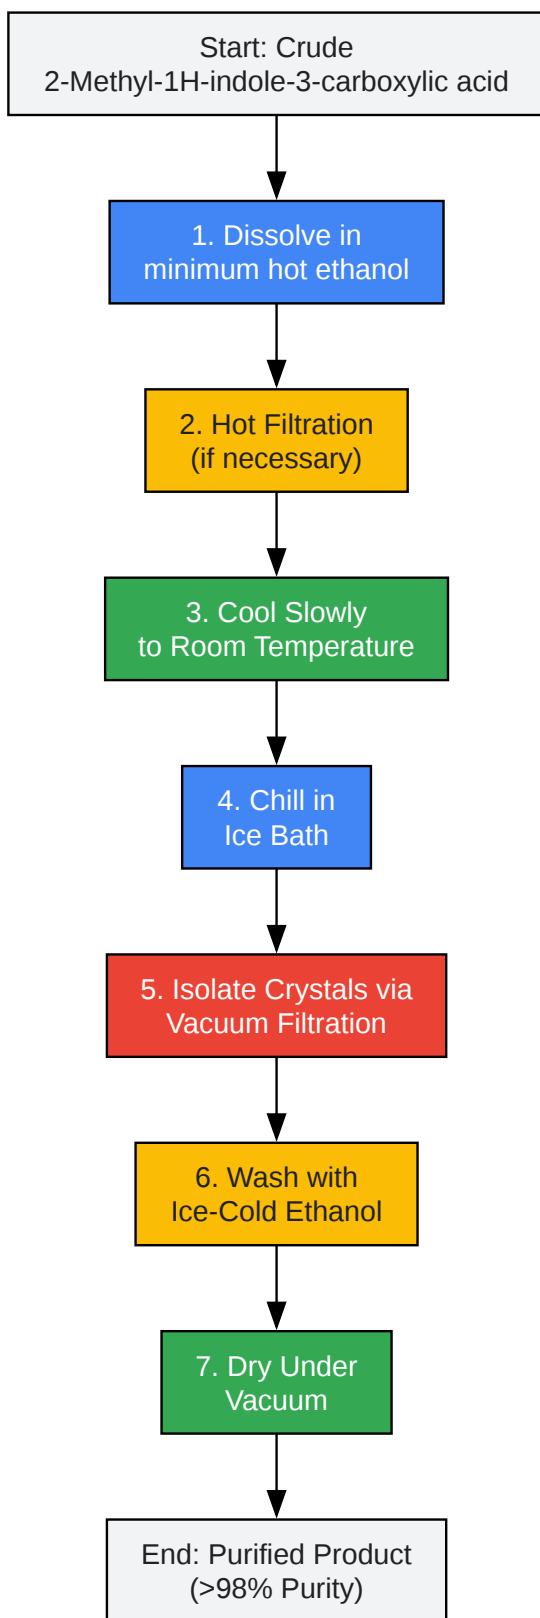 Start: Crude
2-Methyl-1H-indole-3-carboxylic acid
1. Dissolve in
minimum hot ethanol
2. Hot Filtration
(if necessary)
3. Cool Slowly
to Room Temperature
4. Chill in
Ice Bath
5. Isolate Crystals via
Vacuum Filtration
6. Wash with
Ice-Cold Ethanol
7. Dry Under
Vacuum
End: Purified Product
(>98% Purity)